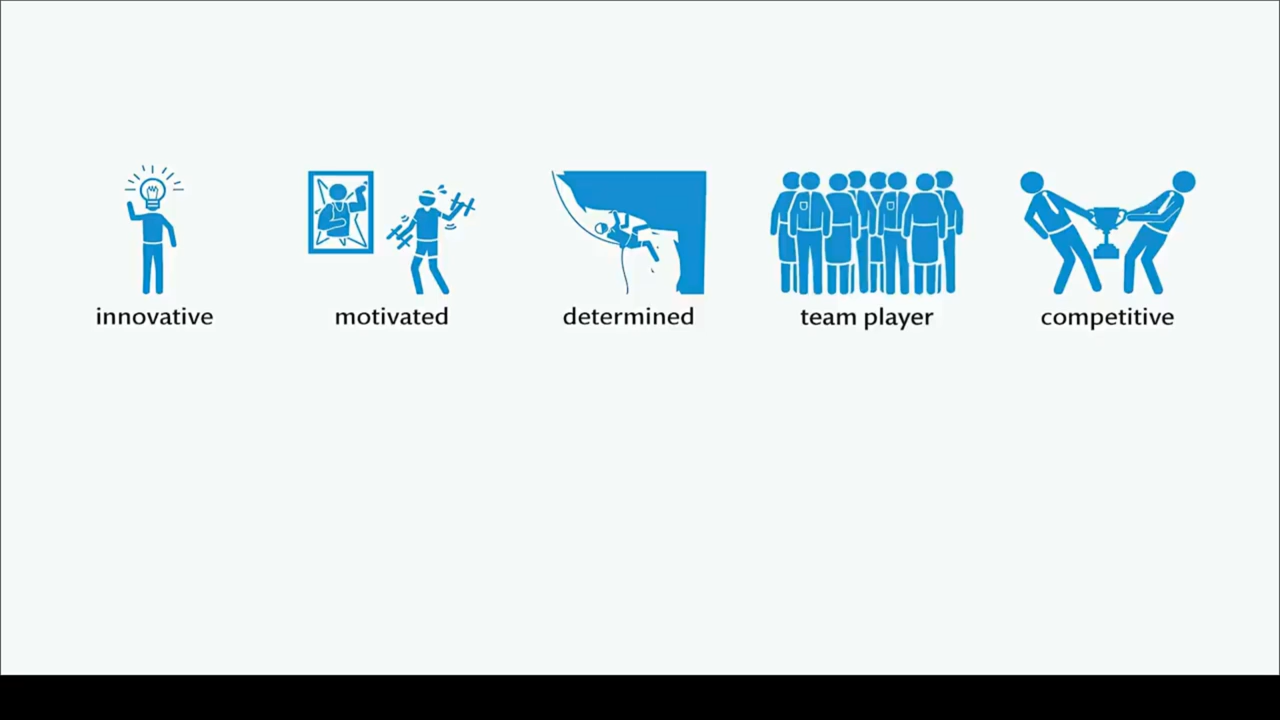 innovative
motivated
determined
team player
competitive